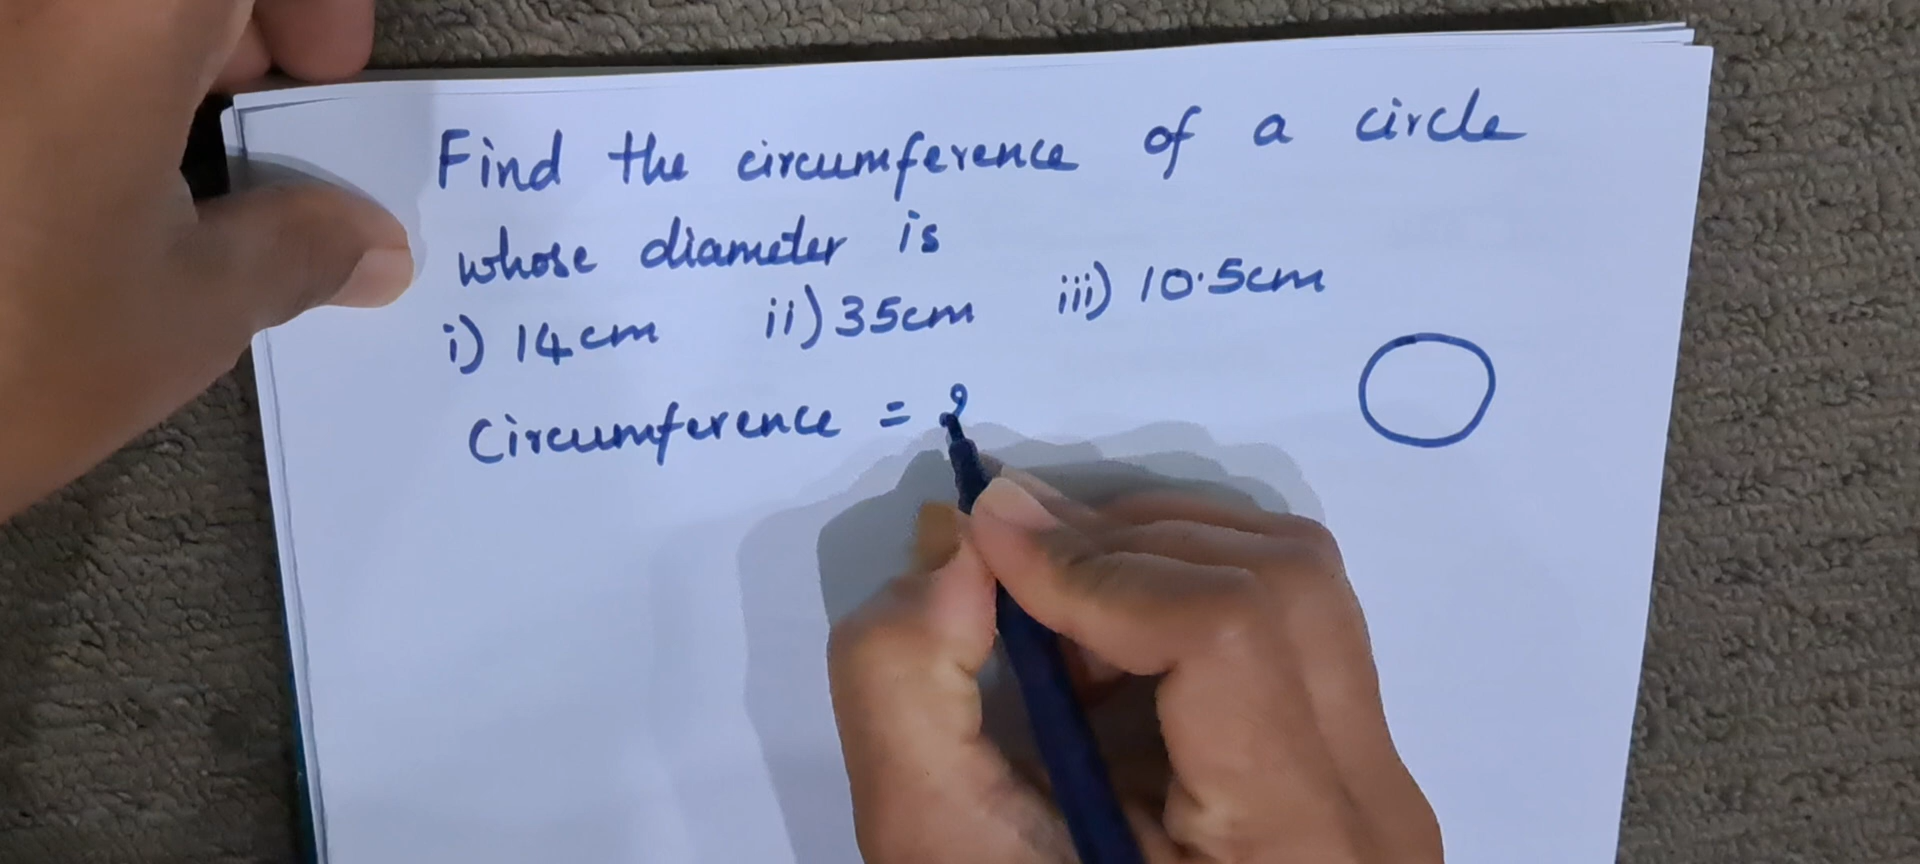 Find the circumference of a circle
whose diameter is
i) 14cm ii) 35cm iii) 10.5cm
Circumference =